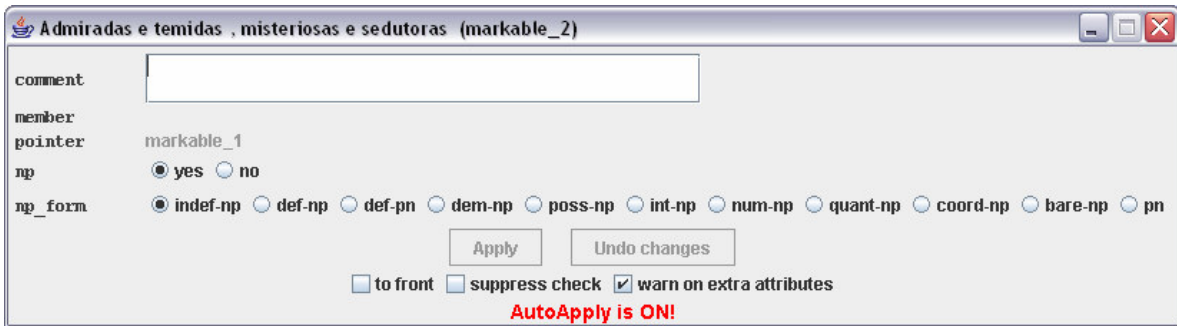 Admiradas e temidas , misteriosas e sedutoras (markable_2)
comment
member
pointer markable_1
np yes no
np_form indef-np def-np def-pn dem-np poss-np int-np num-np quant-np coord-np bare-np pn
Apply Undo changes
to front suppress check warn on extra attributes
AutoApply is ON!